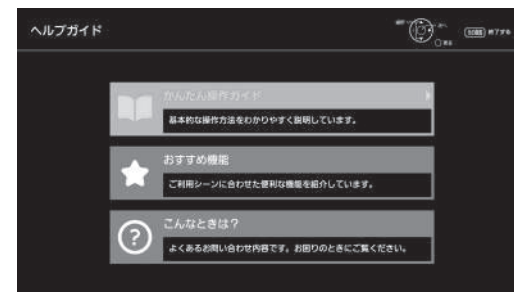 ヘルプガイド
戻る
終了する
かんたん操作ガイド
基本的な操作方法をわかりやすく説明しています。
おすすめ機能
ご利用シーンに合わせた便利な機能を紹介しています。
こんなときは?
よくあるお問い合わせ内容です。お困りのときにご覧ください。